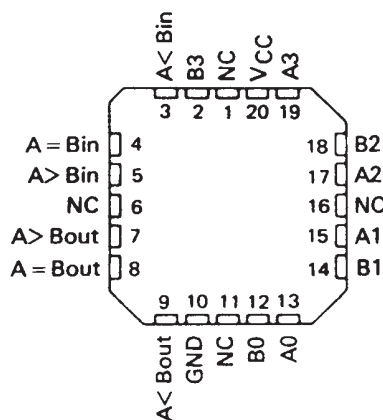 A< Bin
B3
NC
VCC
A3
3
2
1
20
19
A = Bin
4
A> Bin
5
NC
6
A> Bout
7
A = Bout
8
18
B2
17
A2
16
NC
15
A1
14
B1
9
10
11
12
13
A< Bout
GND
NC
B0
A0